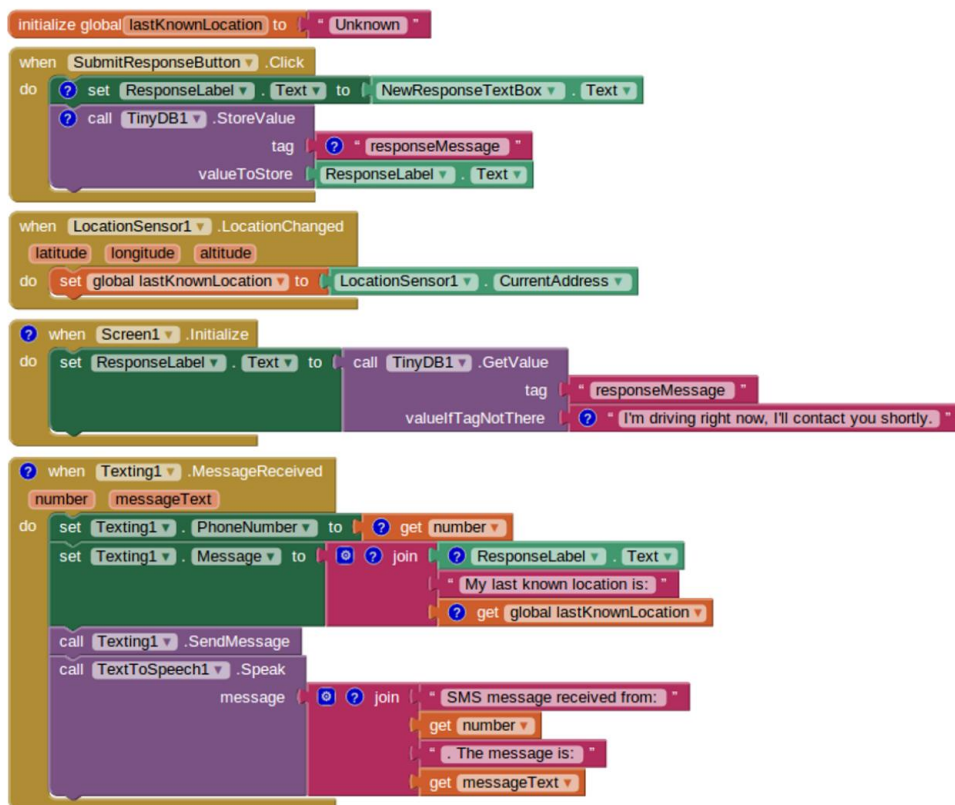 initialize global lastKnownLocation to " Unknown "
when SubmitResponseButton .Click
do ? set ResponseLabel . Text to NewResponseTextBox . Text
? call TinyDB1 .StoreValue
tag ? " responseMessage "
valueToStore ResponseLabel . Text
when LocationSensor1 .LocationChanged
latitude longitude altitude
do set global lastKnownLocation to LocationSensor1 . CurrentAddress
? when Screen1 .Initialize
do set ResponseLabel . Text to call TinyDB1 .GetValue
tag " responseMessage "
valueIfTagNotThere ? " I'm driving right now, I'll contact you shortly. "
? when Texting1 .MessageReceived
number messageText
do set Texting1 . PhoneNumber to ? get number
set Texting1 . Message to ? join ? ResponseLabel . Text
" My last known location is: "
? get global lastKnownLocation
call Texting1 .SendMessage
call TextToSpeech1 .Speak
message ? join " SMS message received from: "
get number
" . The message is: "
get messageText